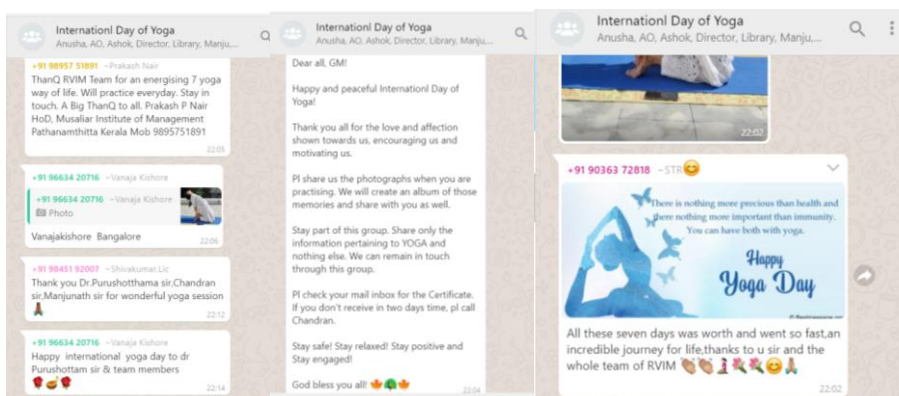 Internationl Day of Yoga
Anusha, AO, Ashok, Director, Library, Manju,...
+91 98957 51891 ~Prakash Nair
ThanQ RVIM Team for an energising 7 yoga
way of life. Will practice everyday. Stay in
touch. A Big ThanQ to all. Prakash P Nair
HoD, Musaliar Institute of Management
Pathanamthitta Kerala Mob 9895751891
22:05
+91 96634 20716 ~Vanaja Kishore
+91 96634 20716 ~Vanaja Kishore
Photo
Vanajakishore Bangalore
22:06
+91 98451 92007 ~Shivakumar.Lic
Thank you Dr.Purushotthama sir,Chandran
sir,Manjunath sir for wonderful yoga session
🙏
22:12
+91 96634 20716 ~Vanaja Kishore
Happy international yoga day to dr
Purushottam sir & team members
22:14
Internationl Day of Yoga
Anusha, AO, Ashok, Director, Library, Manju,...
Dear all, GM!
Happy and peaceful Internationl Day of
Yoga!
Thank you all for the love and affection
shown towards us, encouraging us and
motivating us.
Pl share us the photographs when you are
practising. We will create an album of those
memories and share with you as well.
Stay part of this group. Share only the
information pertaining to YOGA and
nothing else. We can remain in touch
through this group.
Pl check your mail inbox for the Certificate.
If you don't receive in two days time, pl call
Chandran.
Stay safe! Stay relaxed! Stay positive and
Stay engaged!
God bless you all!
22:04
Internationl Day of Yoga
Anusha, AO, Ashok, Director, Library, Manju,...
22:02
+91 90363 72818 ~STR😊
There is nothing more precious than health and
there nothing more important than immunity.
You can have both with yoga.
Happy
Yoga Day
All these seven days was worth and went so fast,an
incredible journey for life,thanks to u sir and the
whole team of RVIM
22:02